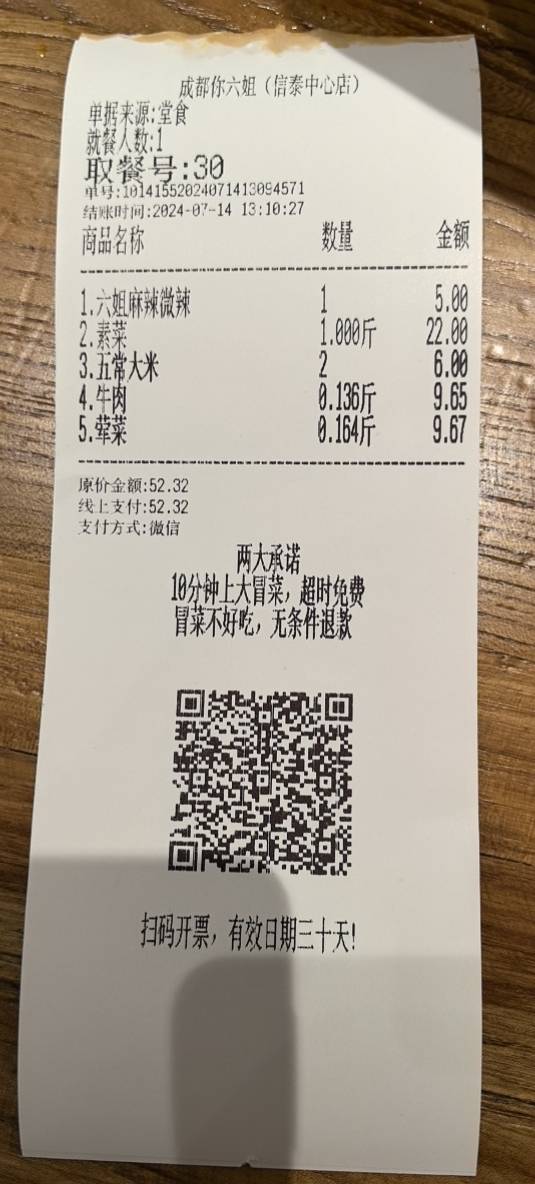 成都你六姐（信泰中心店）
单据来源:堂食
就餐人数:1
取餐号:30
单号:10141552024071413094571
结账时间:2024-07-14 13:10:27
商品名称 数量 金额
1.六姐麻辣微辣 1 5.00
2.素菜 1.000斤 22.00
3.五常大米 2 6.00
4.牛肉 0.136斤 9.65
5.荤菜 0.164斤 9.67
原价金额:52.32
线上支付:52.32
支付方式:微信
两大承诺
10分钟上大冒菜，超时免费
冒菜不好吃，无条件退款
扫码开票，有效日期三十天!